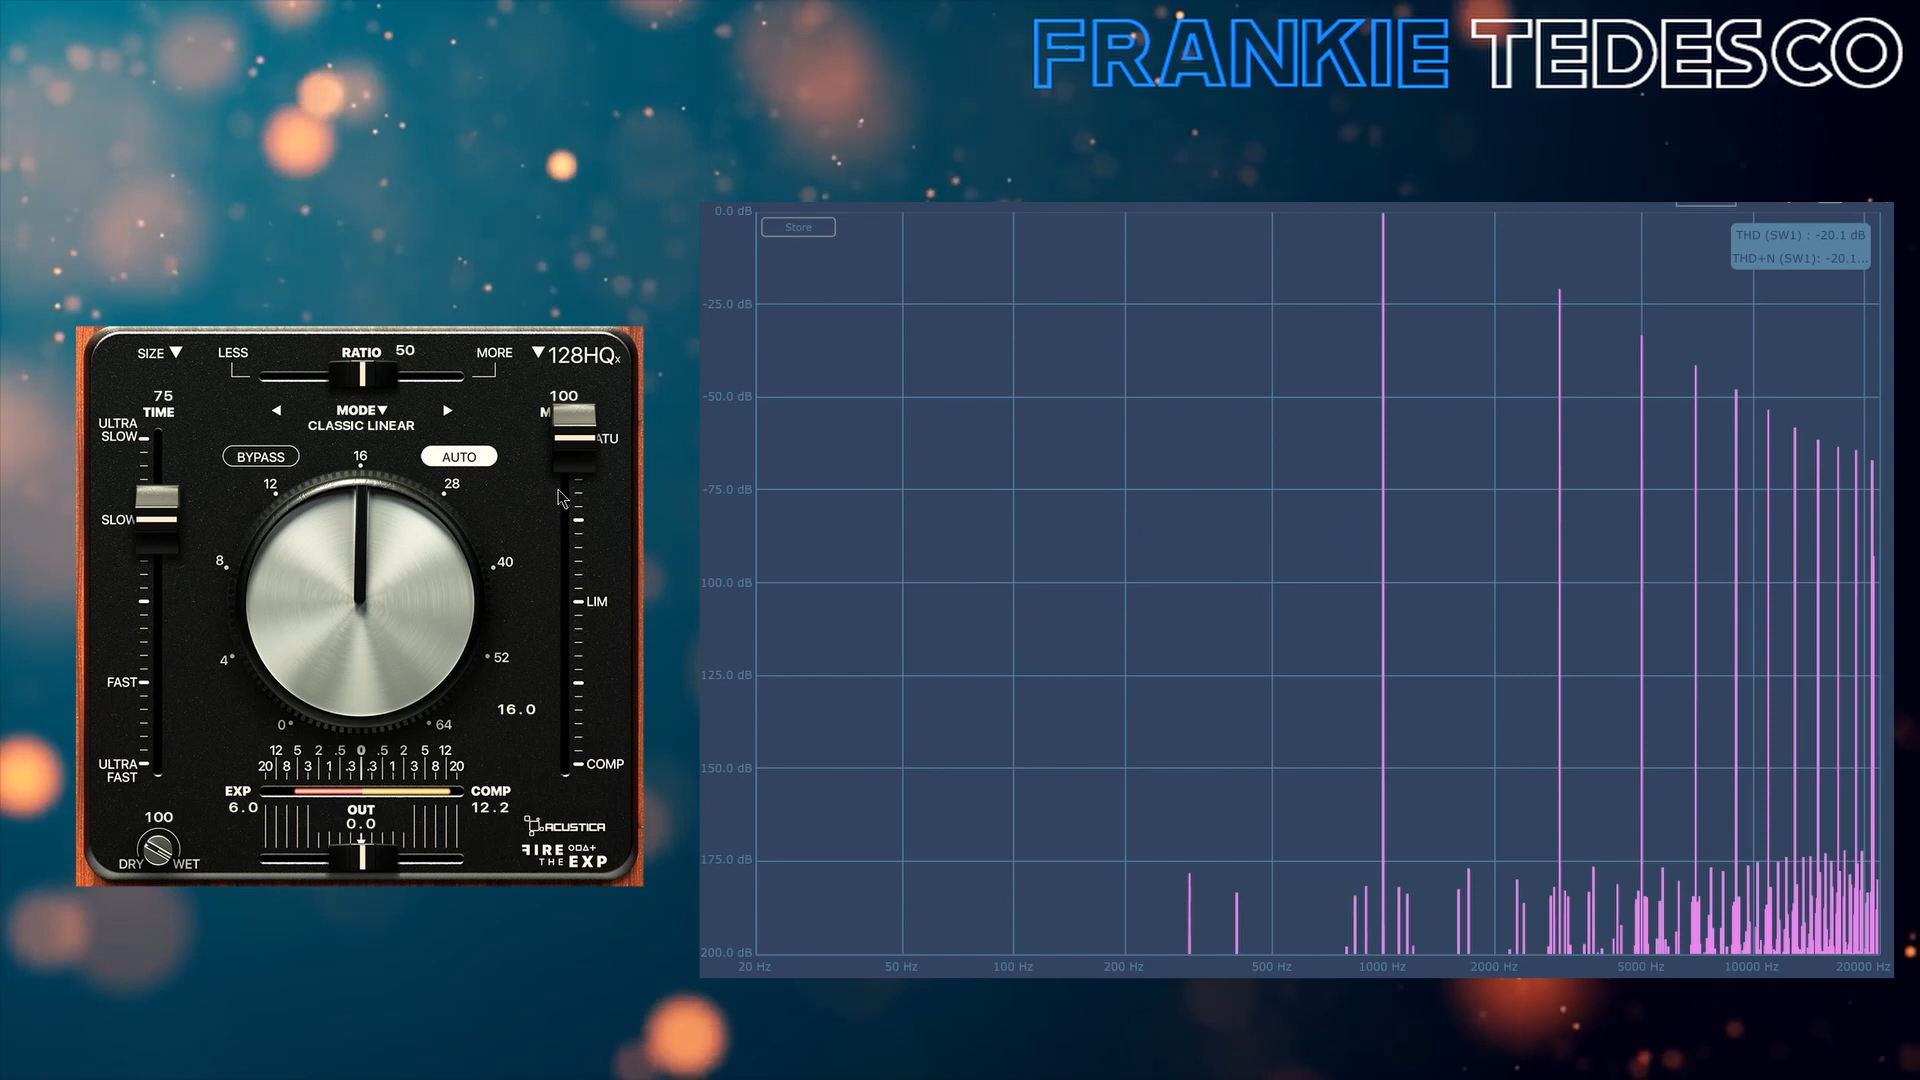 FRANKIE TEDESCO
SIZE ▼
LESS
RATIO 50
MORE
▼128HQx
75
TIME
ULTRA
SLOW
SLOW
FAST
ULTRA
FAST
◀ MODE▼ ▶
CLASSIC LINEAR
100
M
ATU
LIM
COMP
BYPASS
AUTO
0 4 8 12 16 28 40 52 64
16.0
12 5 2 .5 0 .5 2 5 12
20 8 3 1 .3 .3 1 3 8 20
EXP
6.0
COMP
12.2
OUT
0.0
100
DRY WET
ACUSTICA
FIRE
THE EXP
Store
THD (SW1) : -20.1 dB
THD+N (SW1): -20.1...
0.0 dB
-25.0 dB
-50.0 dB
-75.0 dB
100.0 dB
125.0 dB
150.0 dB
175.0 dB
200.0 dB
20 Hz 50 Hz 100 Hz 200 Hz 500 Hz 1000 Hz 2000 Hz 5000 Hz 10000 Hz 20000 Hz